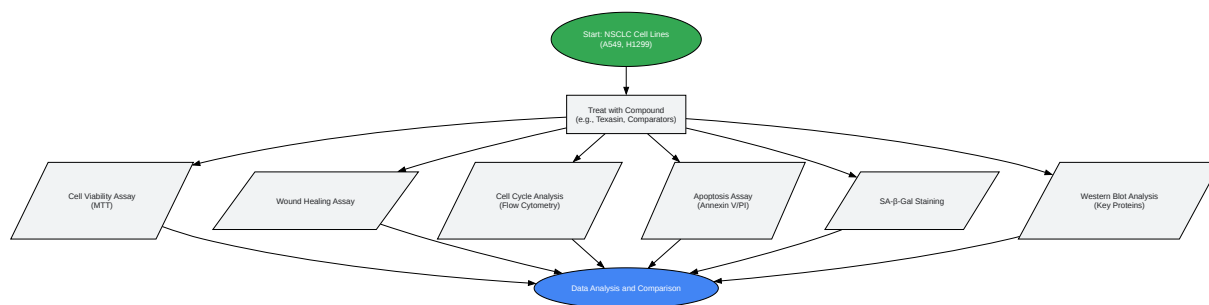 Start: NSCLC Cell Lines
(A549, H1299)
Treat with Compound
(e.g., Texasin, Comparators)
Cell Viability Assay
(MTT)
Wound Healing Assay
Cell Cycle Analysis
(Flow Cytometry)
Apoptosis Assay
(Annexin V/PI)
SA-β-Gal Staining
Western Blot Analysis
(Key Proteins)
Data Analysis and Comparison